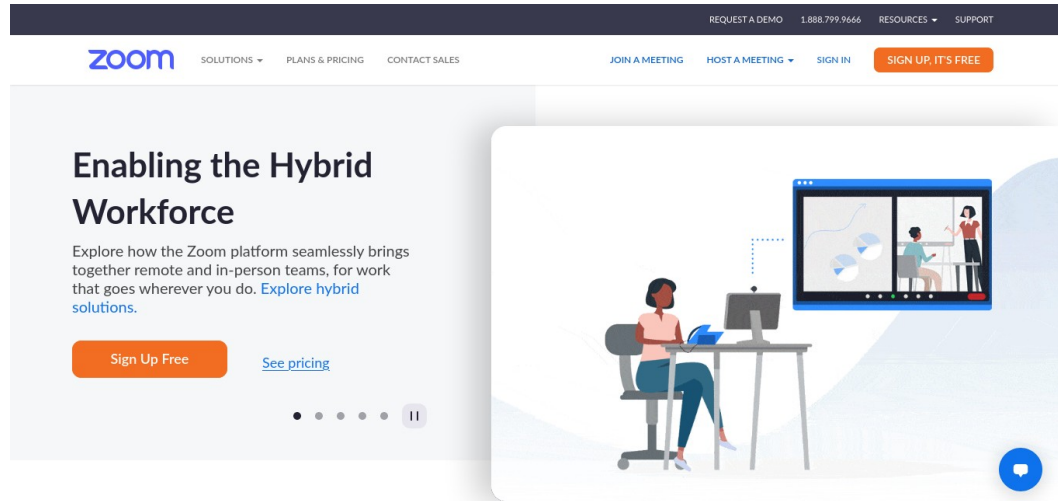 REQUEST A DEMO 1.888.799.9666 RESOURCES SUPPORT
zoom SOLUTIONS PLANS & PRICING CONTACT SALES JOIN A MEETING HOST A MEETING SIGN IN SIGN UP, IT'S FREE
Enabling the Hybrid
Workforce
Explore how the Zoom platform seamlessly brings
together remote and in-person teams, for work
that goes wherever you do. Explore hybrid
solutions.
Sign Up Free See pricing